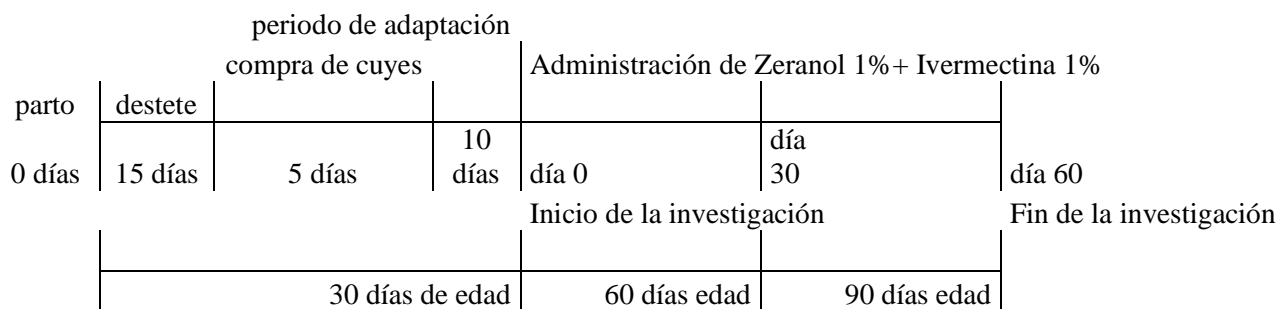 periodo de adaptación
compra de cuyes Administración de Zeranol 1%+ Ivermectina 1%
parto destete
10 día
0 días 15 días 5 días días día 0 30 día 60
Inicio de la investigación Fin de la investigación
30 días de edad 60 días edad 90 días edad